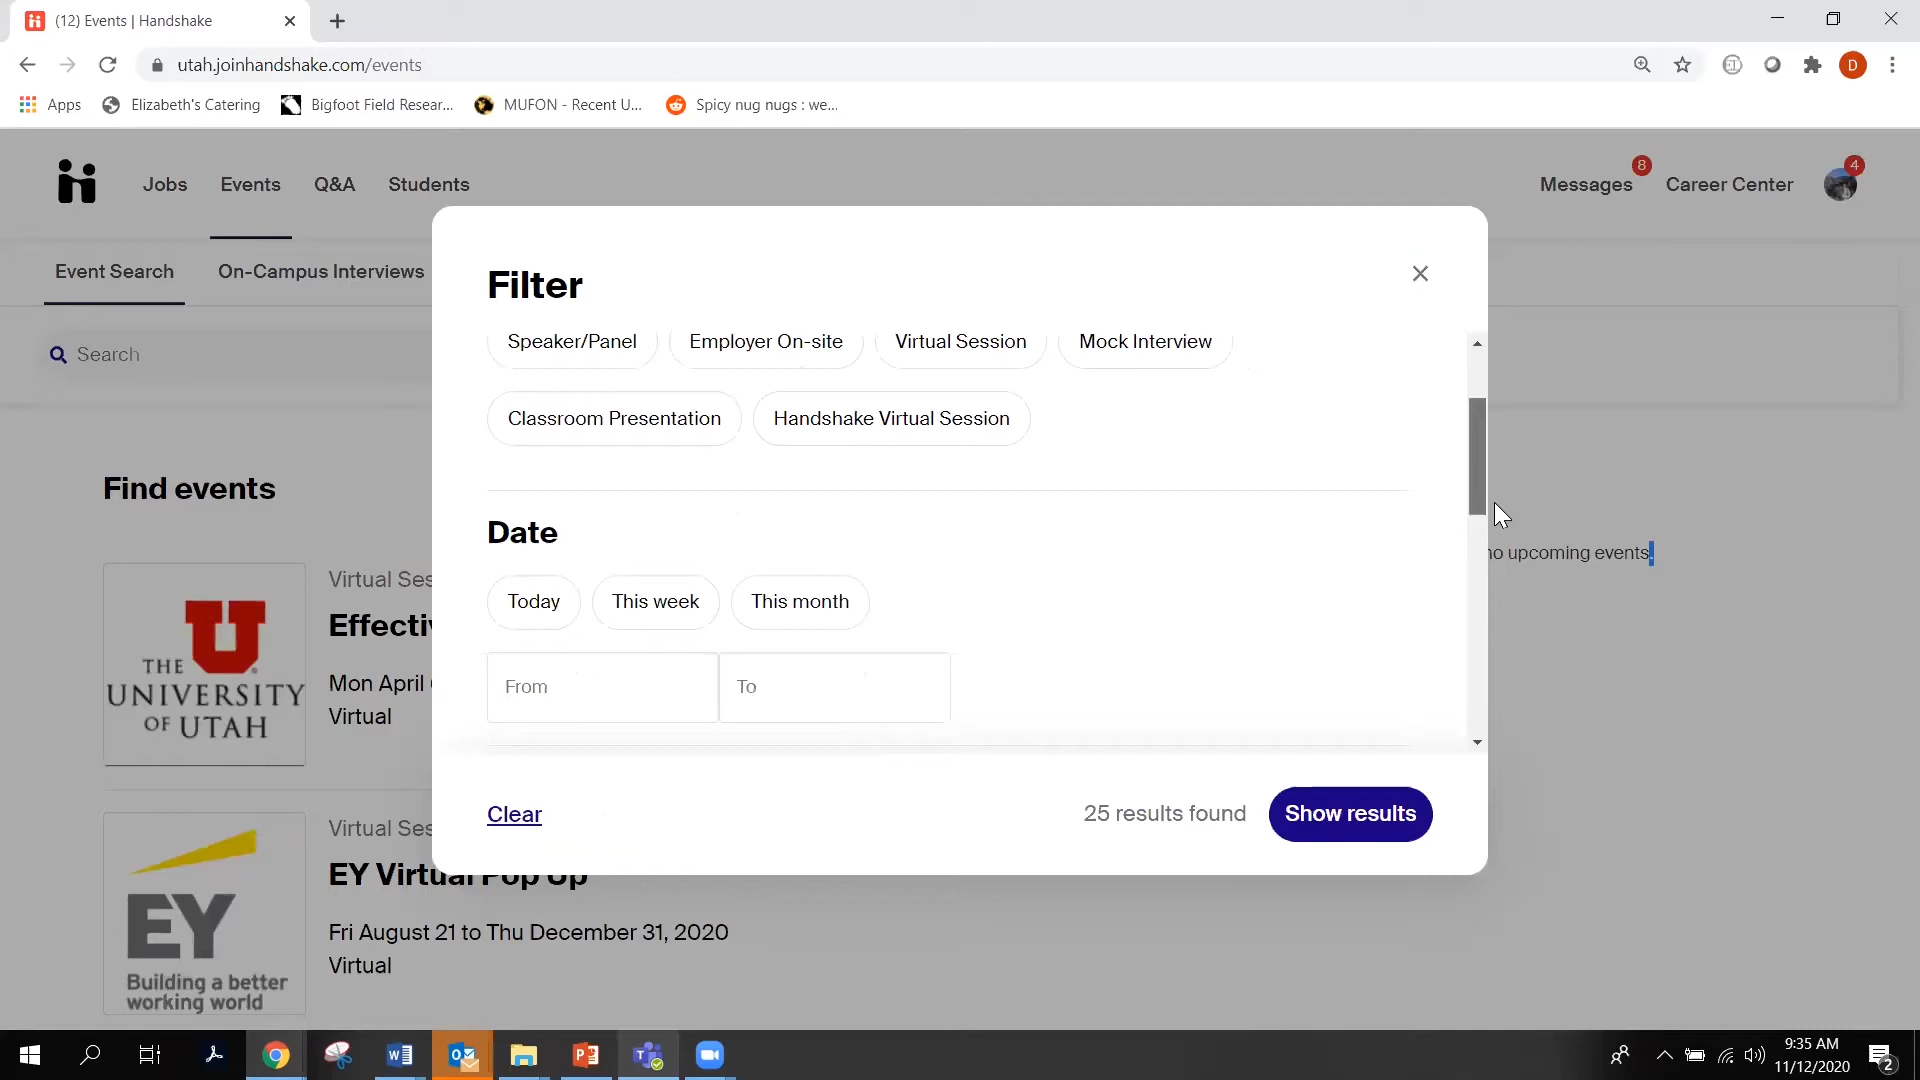 (12) Events | Handshake
utah.joinhandshake.com/events
Apps
Elizabeth's Catering
Bigfoot Field Resear...
MUFON - Recent U...
Spicy nug nugs : we...
D
Jobs
Events
Q&A
Students
Messages
8
Career Center
4
Event Search
On-Campus Interviews
Search
Filter
Speaker/Panel
Employer On-site
Virtual Session
Mock Interview
Classroom Presentation
Handshake Virtual Session
Date
Today
This week
This month
From
To
Clear
25 results found
Show results
Find events
no upcoming events.
THE
UNIVERSITY
OF UTAH
Virtual Ses
Effectiv
Mon April
Virtual
EY
Building a better
working world
Virtual Ses
EY Virtual Pop Up
Fri August 21 to Thu December 31, 2020
Virtual
9:35 AM
11/12/2020
2